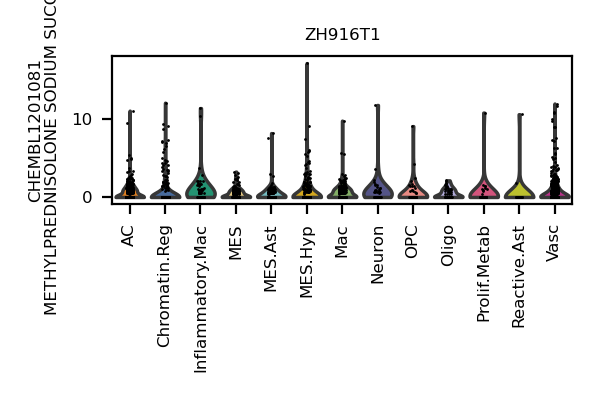 ZH916T1
CHEMBL1201081
METHYLPREDNISOLONE SODIUM SUCC
10
0
AC
Chromatin.Reg
Inflammatory.Mac
MES
MES.Ast
MES.Hyp
Mac
Neuron
OPC
Oligo
Prolif.Metab
Reactive.Ast
Vasc